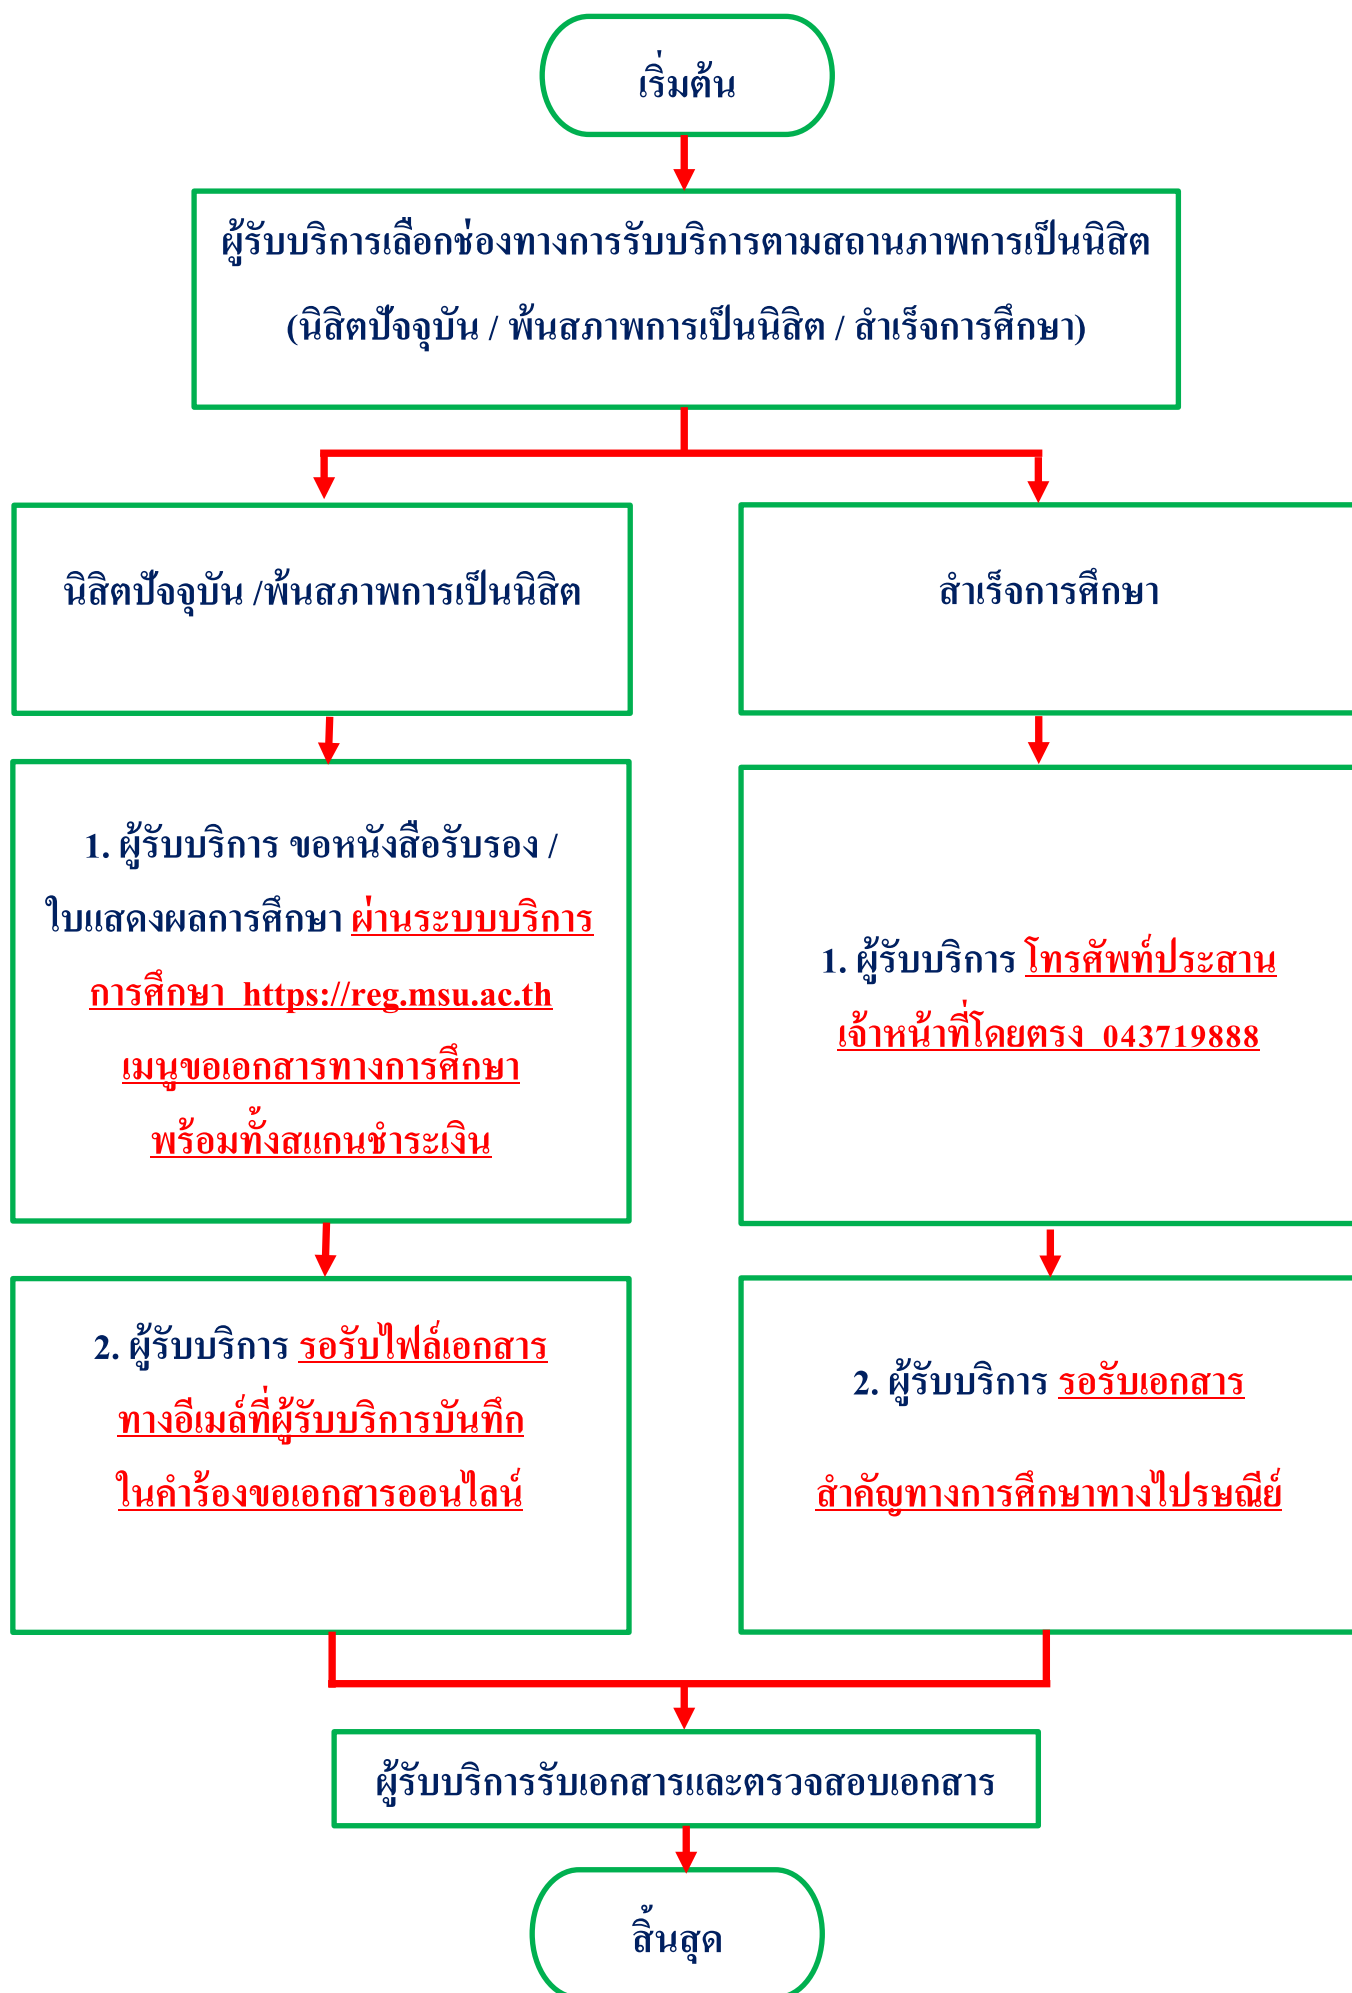 เริ่มต้น
ผู้รับบริการเลือกช่องทางการรับบริการตามสถานภาพการเป็นนิสิต
(นิสิตปัจจุบัน / พ้นสภาพการเป็นนิสิต / สำเร็จการศึกษา)
นิสิตปัจจุบัน /พ้นสภาพการเป็นนิสิต
สำเร็จการศึกษา
1. ผู้รับบริการ ขอหนังสือรับรอง /
ใบแสดงผลการศึกษา ผ่านระบบบริการ
การศึกษา https://reg.msu.ac.th
เมนูขอเอกสารทางการศึกษา
พร้อมทั้งสแกนชำระเงิน
1. ผู้รับบริการ โทรศัพท์ประสาน
เจ้าหน้าที่โดยตรง 043719888
2. ผู้รับบริการ รอรับไฟล์เอกสาร
ทางอีเมล์ที่ผู้รับบริการบันทึก
ในคำร้องขอเอกสารออนไลน์
2. ผู้รับบริการ รอรับเอกสาร
สำคัญทางการศึกษาทางไปรษณีย์
ผู้รับบริการรับเอกสารและตรวจสอบเอกสาร
สิ้นสุด